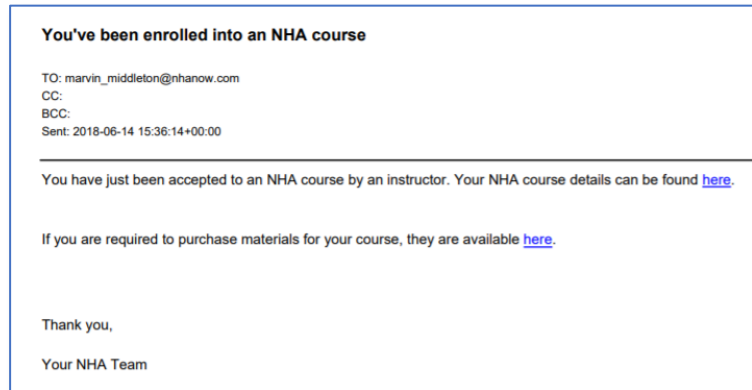 You've been enrolled into an NHA course
TO: marvin_middleton@nhanow.com
CC:
BCC:
Sent: 2018-06-14 15:36:14+00:00
You have just been accepted to an NHA course by an instructor. Your NHA course details can be found here.
If you are required to purchase materials for your course, they are available here.
Thank you,
Your NHA Team